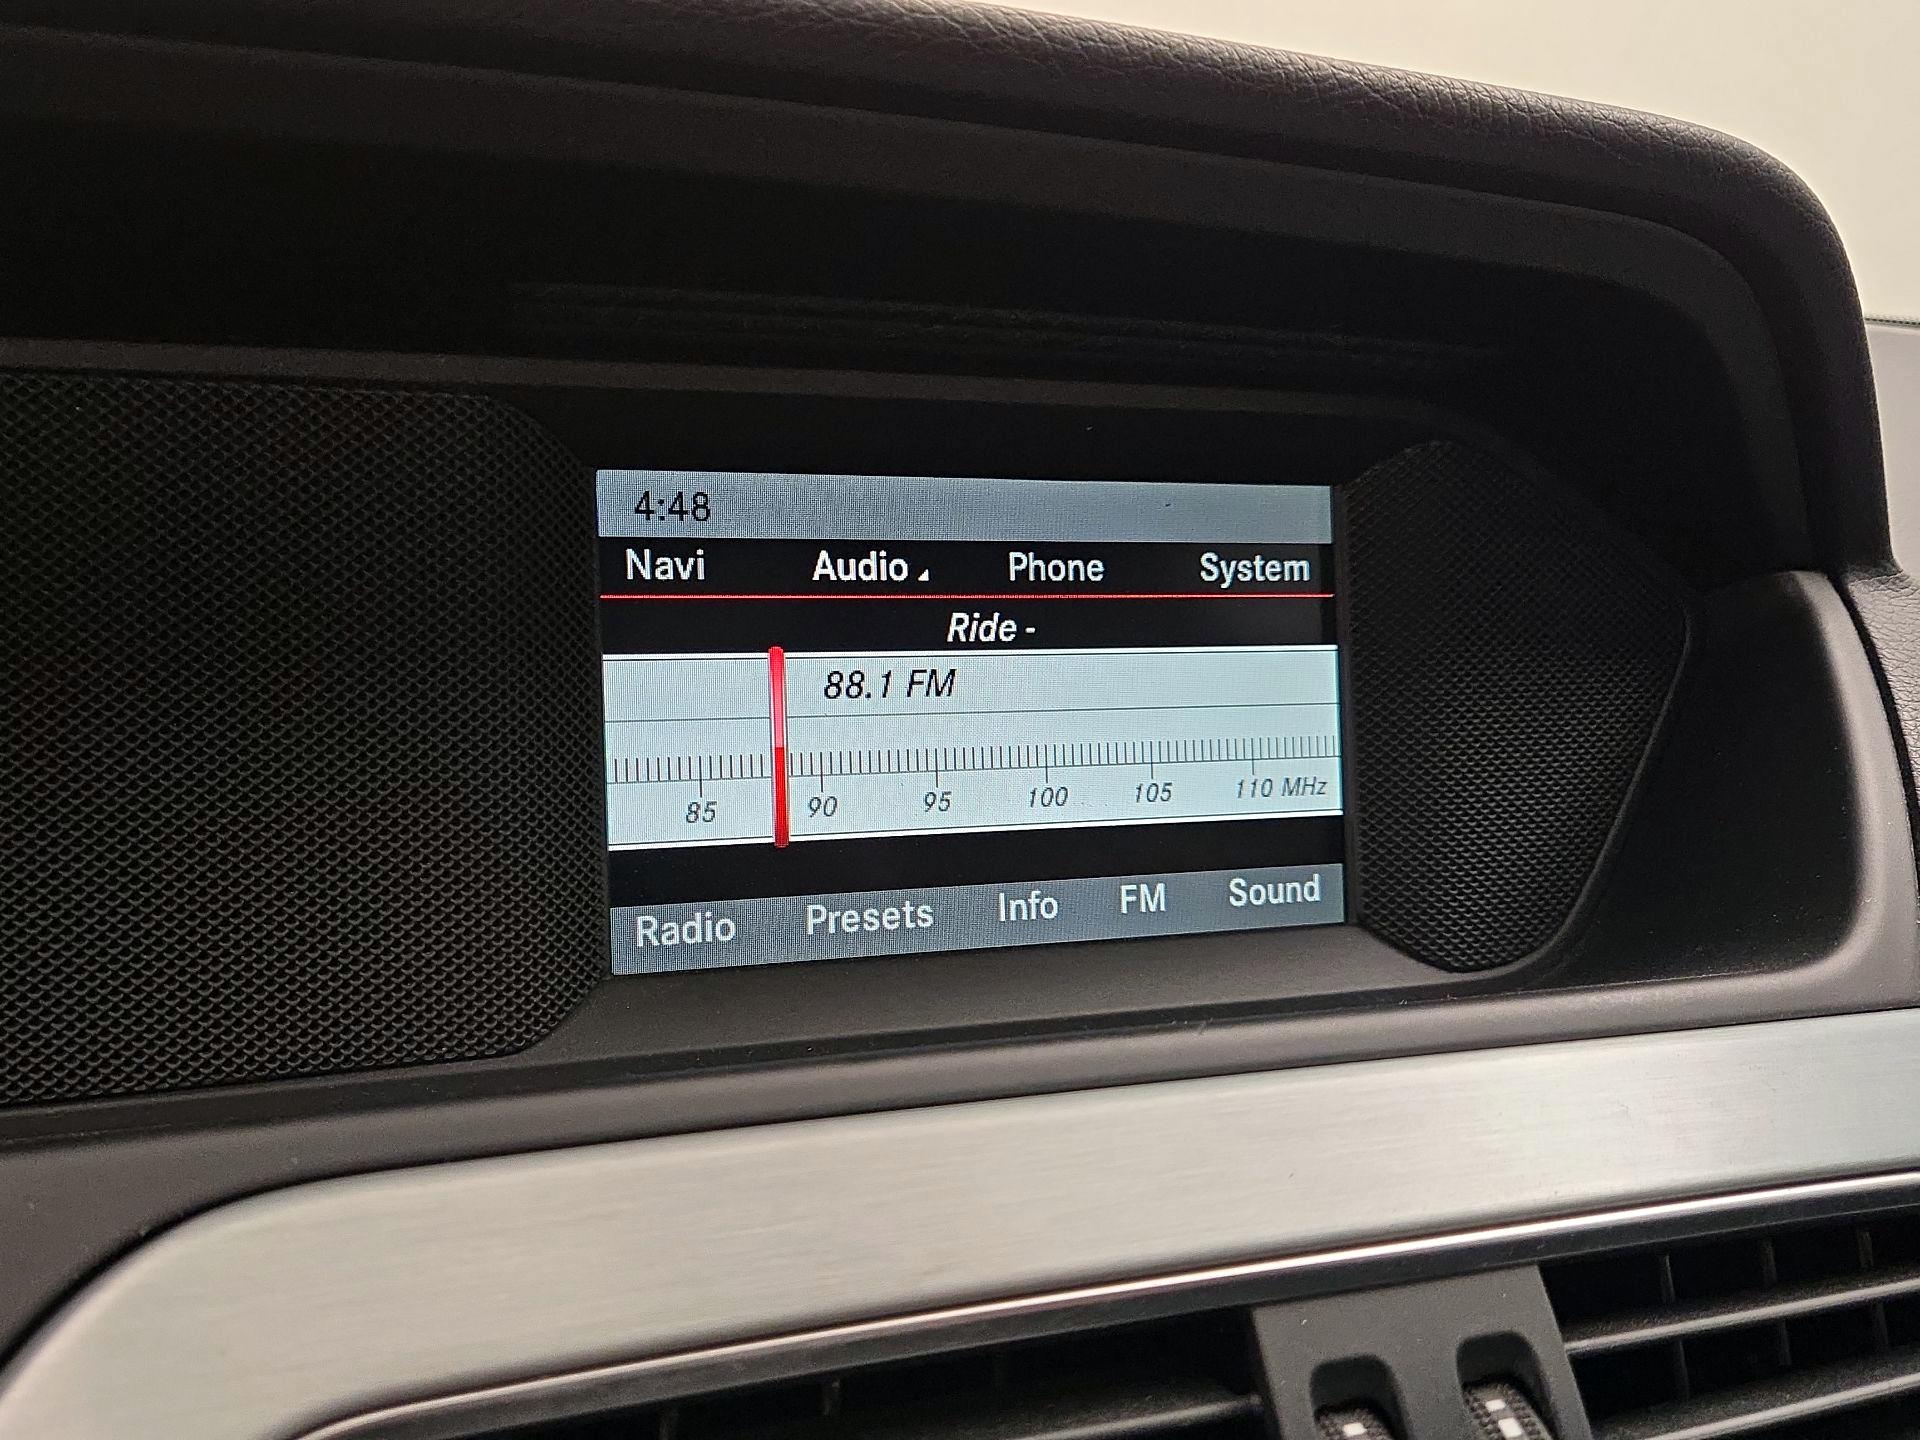 4:48
Navi Audio Phone System
Ride -
88.1 FM
85 90 95 100 105 110 MHz
Radio Presets Info FM Sound